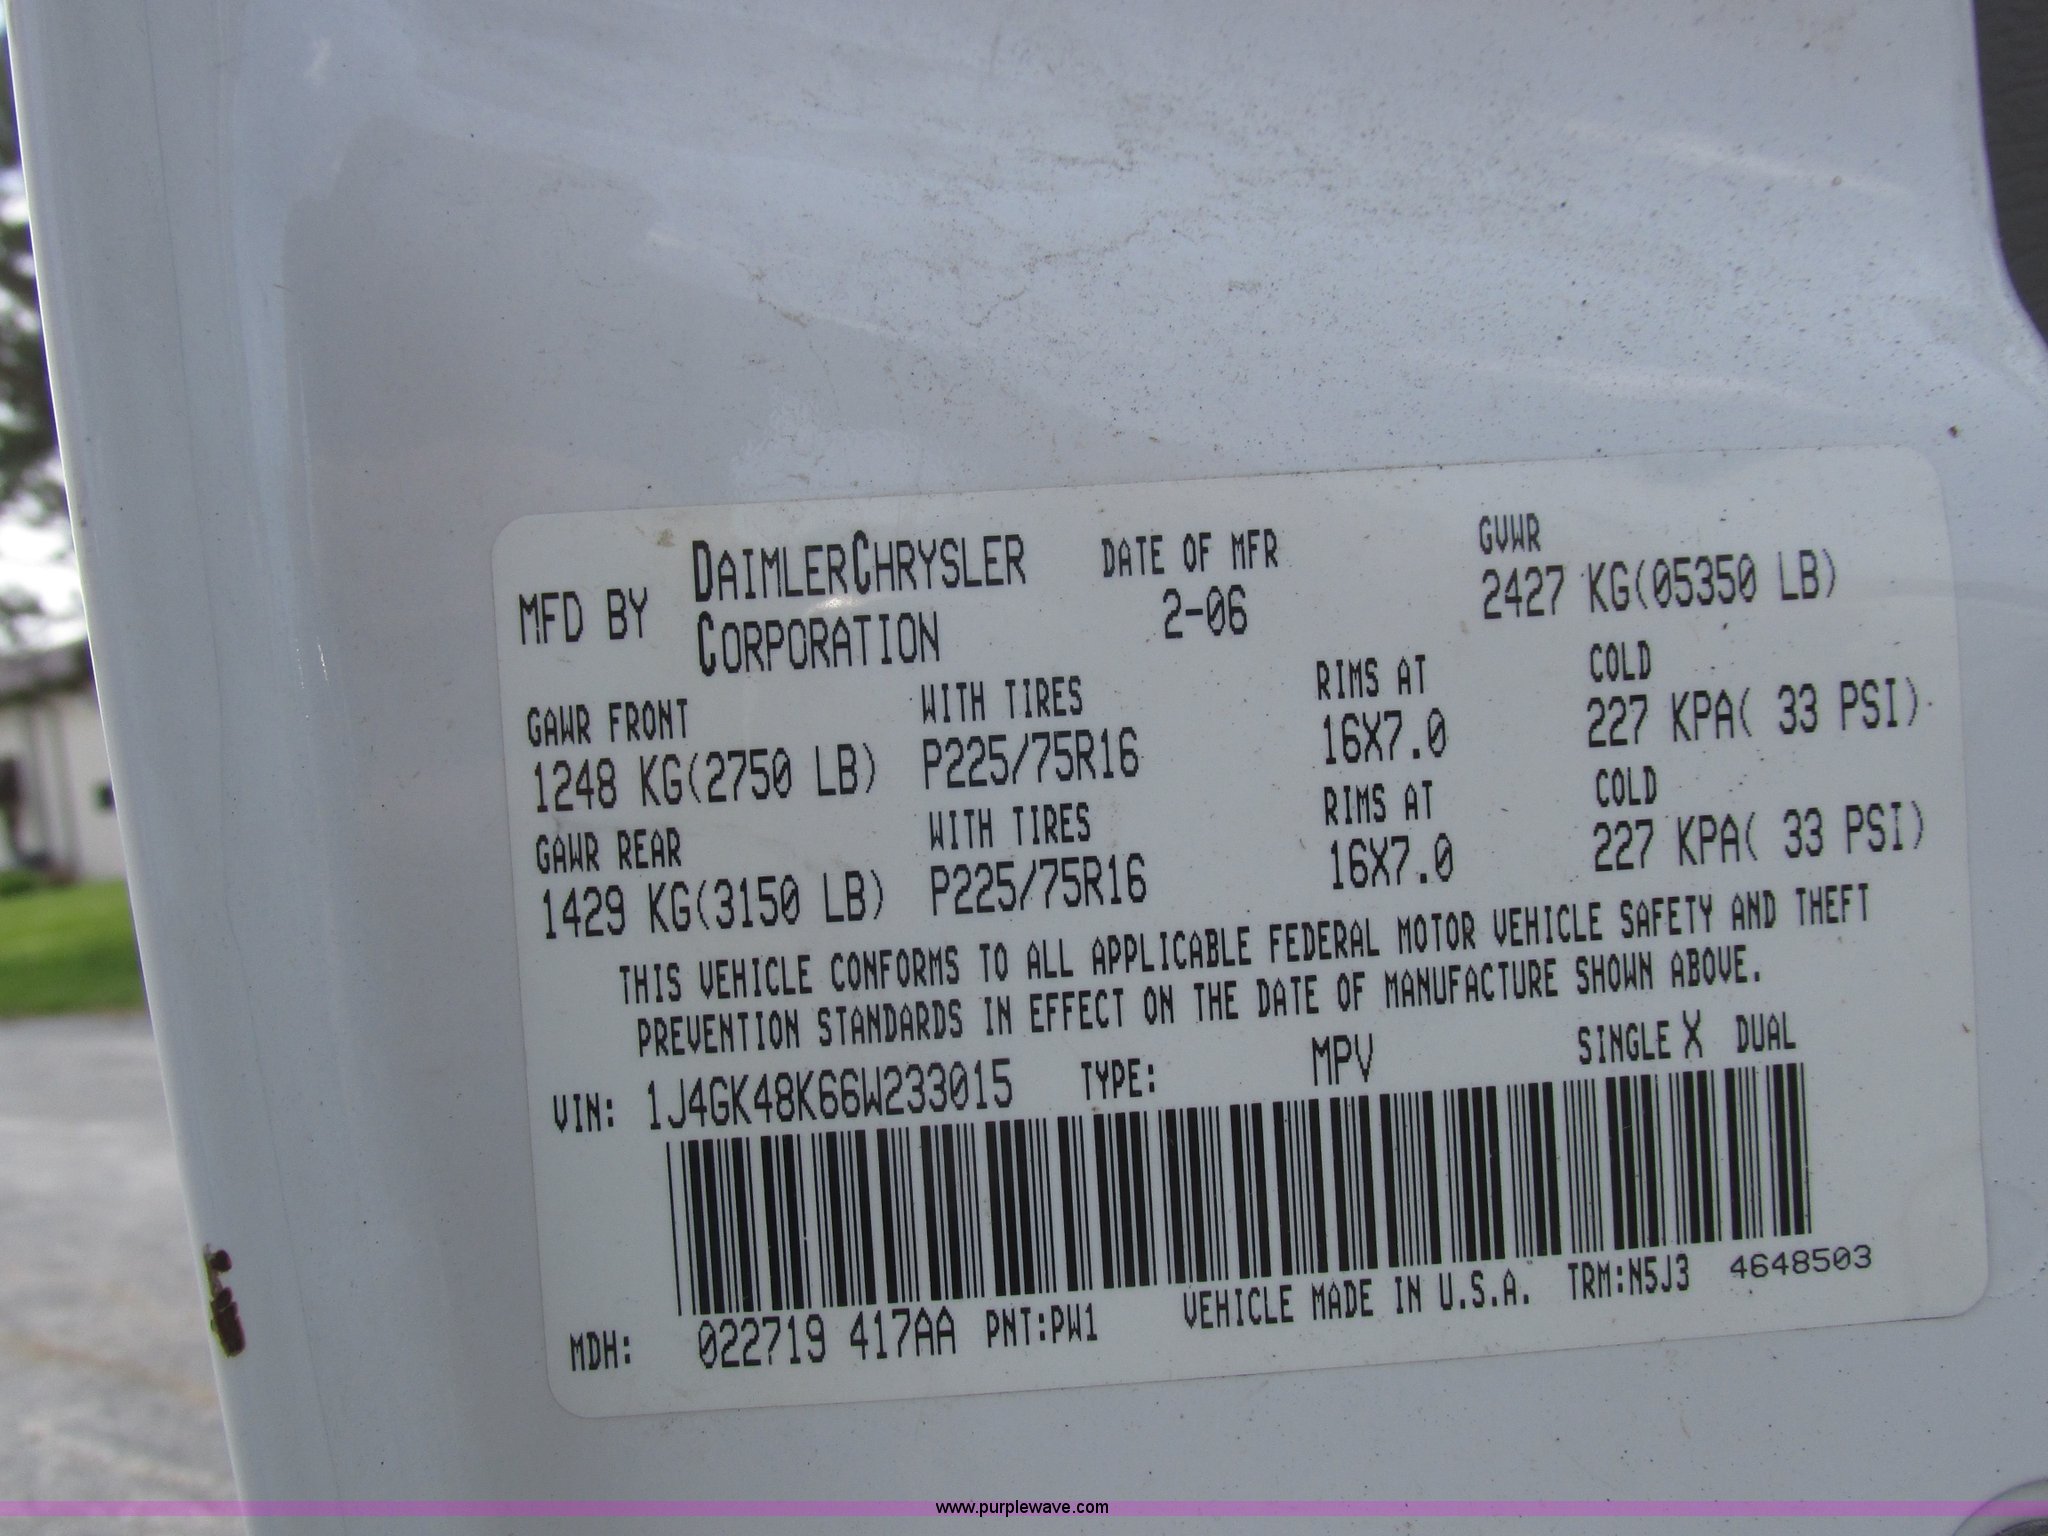 MFD BY DAIMLERCHRYSLER CORPORATION
DATE OF MFR
2-06
GVWR
2427 KG(05350 LB)
GAWR FRONT WITH TIRES RIMS AT COLD
1248 KG(2750 LB) P225/75R16 16X7.0 227 KPA( 33 PSI)
GAWR REAR WITH TIRES RIMS AT COLD
1429 KG(3150 LB) P225/75R16 16X7.0 227 KPA( 33 PSI)
THIS VEHICLE CONFORMS TO ALL APPLICABLE FEDERAL MOTOR VEHICLE SAFETY AND THEFT
PREVENTION STANDARDS IN EFFECT ON THE DATE OF MANUFACTURE SHOWN ABOVE.
VIN: 1J4GK48K66W233015 TYPE: MPV SINGLE X DUAL
MDH: 022719 417AA PNT:PW1 VEHICLE MADE IN U.S.A. TRM:N5J3 4648503
www.purplewave.com